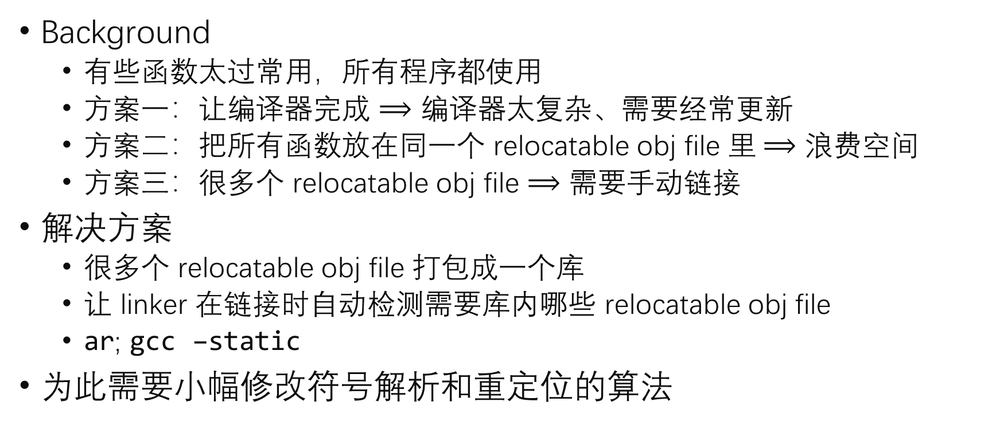 • Background
• 有些函数太过常用，所有程序都使用
• 方案一：让编译器完成 ⟹ 编译器太复杂、需要经常更新
• 方案二：把所有函数放在同一个 relocatable obj file 里 ⟹ 浪费空间
• 方案三：很多个 relocatable obj file ⟹ 需要手动链接
• 解决方案
• 很多个 relocatable obj file 打包成一个库
• 让 linker 在链接时自动检测需要库内哪些 relocatable obj file
• ar; gcc –static
• 为此需要小幅修改符号解析和重定位的算法